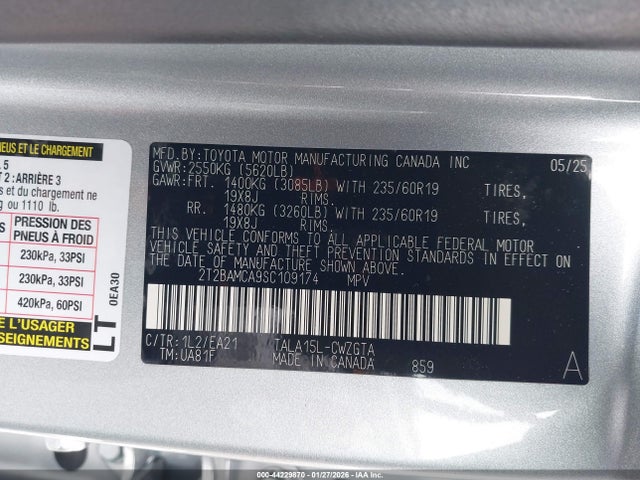 PNEUS ET LE CHARGEMENT
5
2 : ARRIÈRE 3
s et du chargement ne
g ou 1110 lb.
PRESSION DES
PNEUS À FROID
230kPa, 33PSI
230kPa, 33PSI
420kPa, 60PSI
E L'USAGER
SEIGNEMENTS
0EA30
LT
MFD.BY:TOYOTA MOTOR MANUFACTURING CANADA INC 05/25
GVWR:2550KG (5620LB)
GAWR:FRT. 1400KG (3085LB) WITH 235/60R19 TIRES,
19X8J RIMS.
RR. 1480KG (3260LB) WITH 235/60R19 TIRES,
19X8J RIMS.
THIS VEHICLE CONFORMS TO ALL APPLICABLE FEDERAL MOTOR
VEHICLE SAFETY AND THEFT PREVENTION STANDARDS IN EFFECT ON
THE DATE OF MANUFACTURE SHOWN ABOVE.
2T2BAMCA9SC109174 MPV
C/TR:1L2/EA21 TALA15L-CWZGTA
TM:UA81F MADE IN CANADA 859 A
000-44229870 - 01/27/2026 - IAA, Inc.